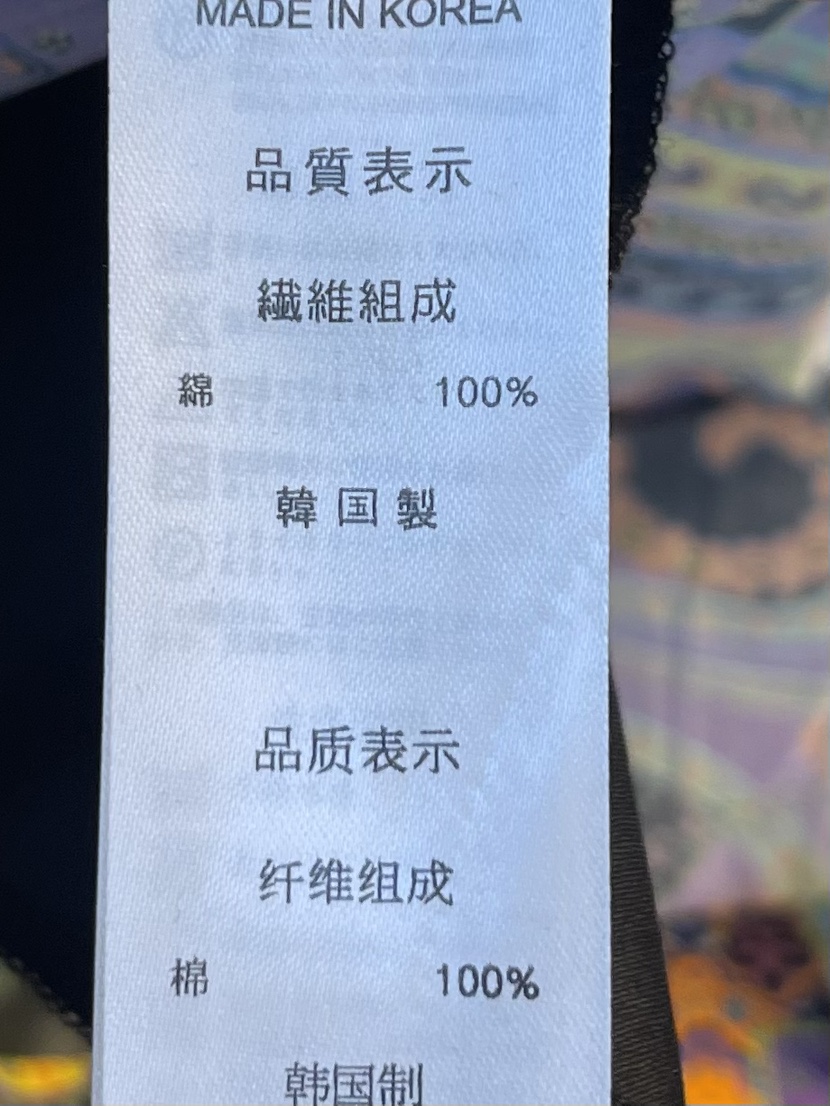 MADE IN KOREA
品質表示
繊維組成
綿 100%
韓国製
品质表示
纤维组成
棉 100%
韩国制